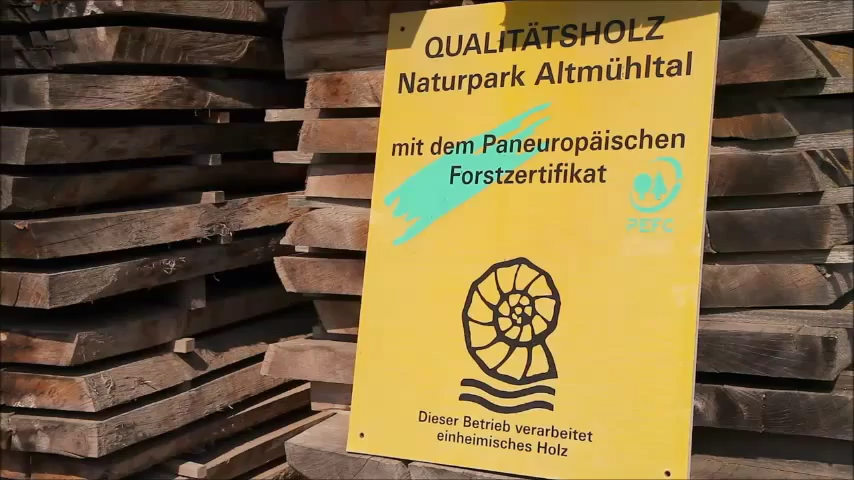 QUALITÄTSHOLZ
Naturpark Altmühltal
mit dem Paneuropäischen
Forstzertifikat
PEFC
Dieser Betrieb verarbeitet
einheimisches Holz